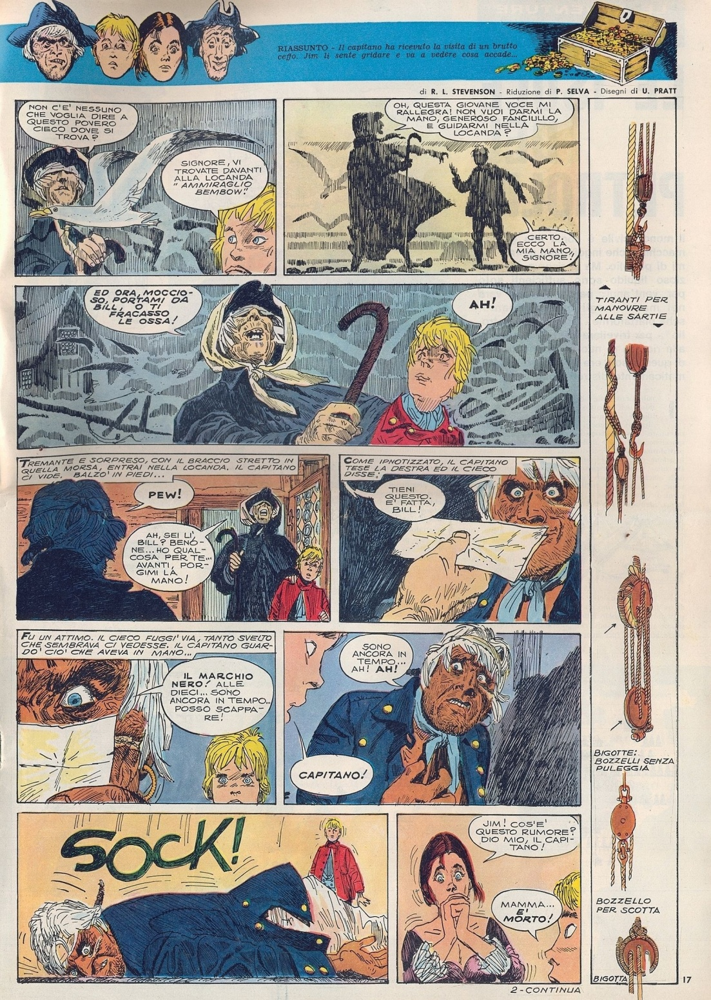 RIASSUNTO - Il capitano ha ricevuto la visita di un brutto
ceffo. Jim li sente gridare e va a vedere cosa accade...
di R. L. STEVENSON - Riduzione di P. SELVA - Disegni di U. PRATT
NON C'E' NESSUNO
CHE VOGLIA DIRE A
QUESTO POVERO
CIECO DOVE SI
TROVA?
SIGNORE, VI
TROVATE DAVANTI
ALLA LOCANDA
"AMMIRAGLIO
BEMBOW".
OH, QUESTA GIOVANE VOCE MI
RALLEGRA! NON VUOI DARMI LA
MANO, GENEROSO FANCIULLO,
E GUIDARMI NELLA
LOCANDA?
CERTO,
ECCO LA
MIA MANO,
SIGNORE!
ED ORA, MOCCIO-
SO, PORTAMI DA
BILL, O TI
FRACASSO
LE OSSA!
AH!
TREMANTE E SORPRESO, CON IL BRACCIO STRETTO IN
QUELLA MORSA, ENTRAI NELLA LOCANDA. IL CAPITANO
CI VIDE, BALZO' IN PIEDI...
PEW!
AH, SEI LI',
BILL? BENO-
NE... HO QUAL-
COSA PER TE...
AVANTI, POR-
GIMI LA
MANO!
COME IPNOTIZZATO, IL CAPITANO
TESE LA DESTRA ED IL CIECO
DISSE:
TIENI
QUESTO.
E' FATTA,
BILL!
FU UN ATTIMO. IL CIECO FUGGI' VIA, TANTO SVELTO
CHE SEMBRAVA CI VEDESSE. IL CAPITANO GUAR-
DO' CIO' CHE AVEVA IN MANO...
IL MARCHIO
NERO! ALLE
DIECI... SONO
ANCORA IN TEMPO...
POSSO SCAPPA-
RE!
SONO
ANCORA IN
TEMPO...
AH! AH!
CAPITANO!
SOCK!
JIM! COS'E'
QUESTO RUMORE?
DIO MIO, IL CAPI-
TANO!
MAMMA...
E'
MORTO!
2-CONTINUA
TIRANTI PER
MANOVRE
ALLE SARTIE
BIGOTTE:
BOZZELLI SENZA
PULEGGIA
BOZZELLO
PER SCOTTA
BIGOTTA
17